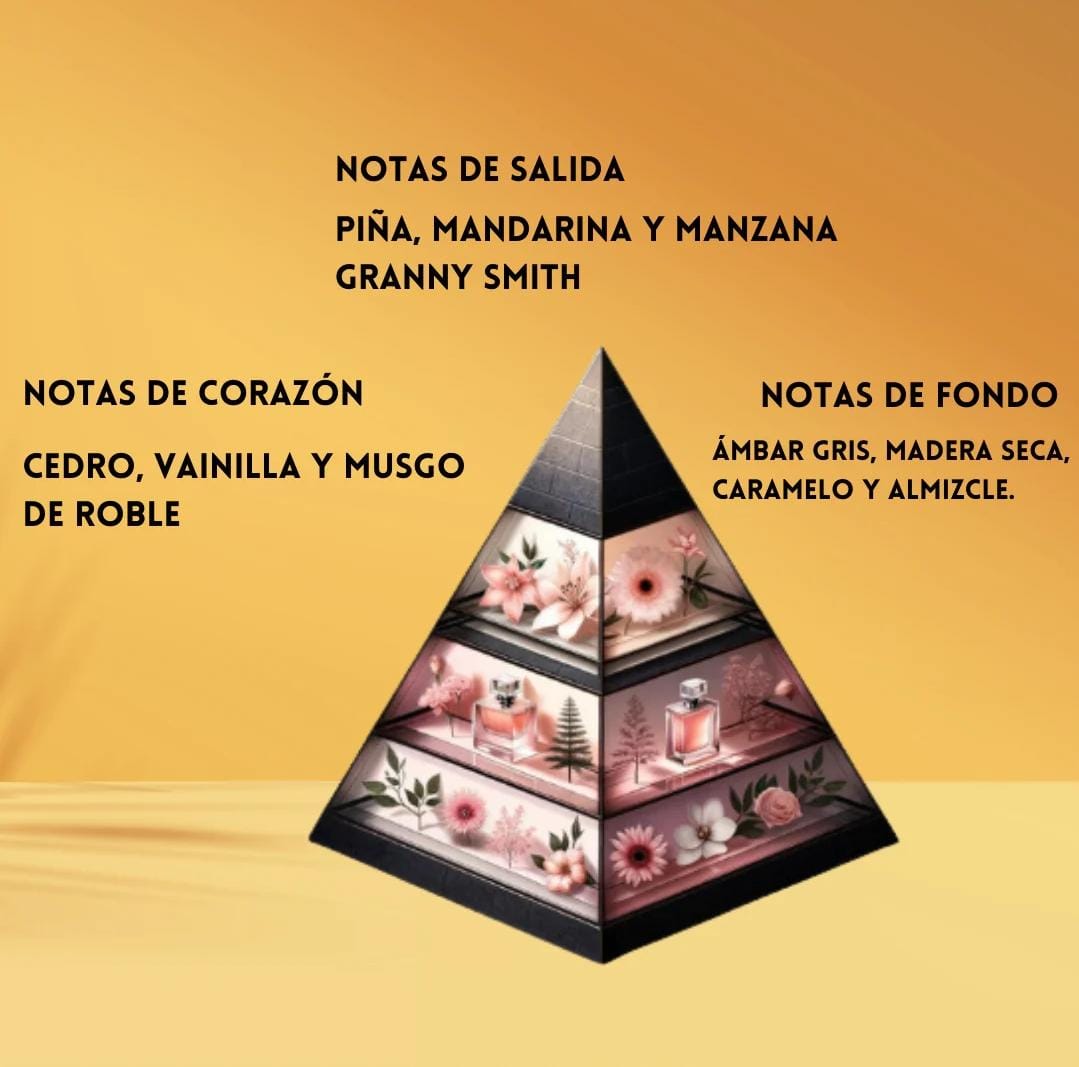 NOTAS DE SALIDA
PIÑA, MANDARINA Y MANZANA
GRANNY SMITH
NOTAS DE CORAZÓN
CEDRO, VAINILLA Y MUSGO
DE ROBLE
NOTAS DE FONDO
ÁMBAR GRIS, MADERA SECA,
CARAMELO Y ALMIZCLE.